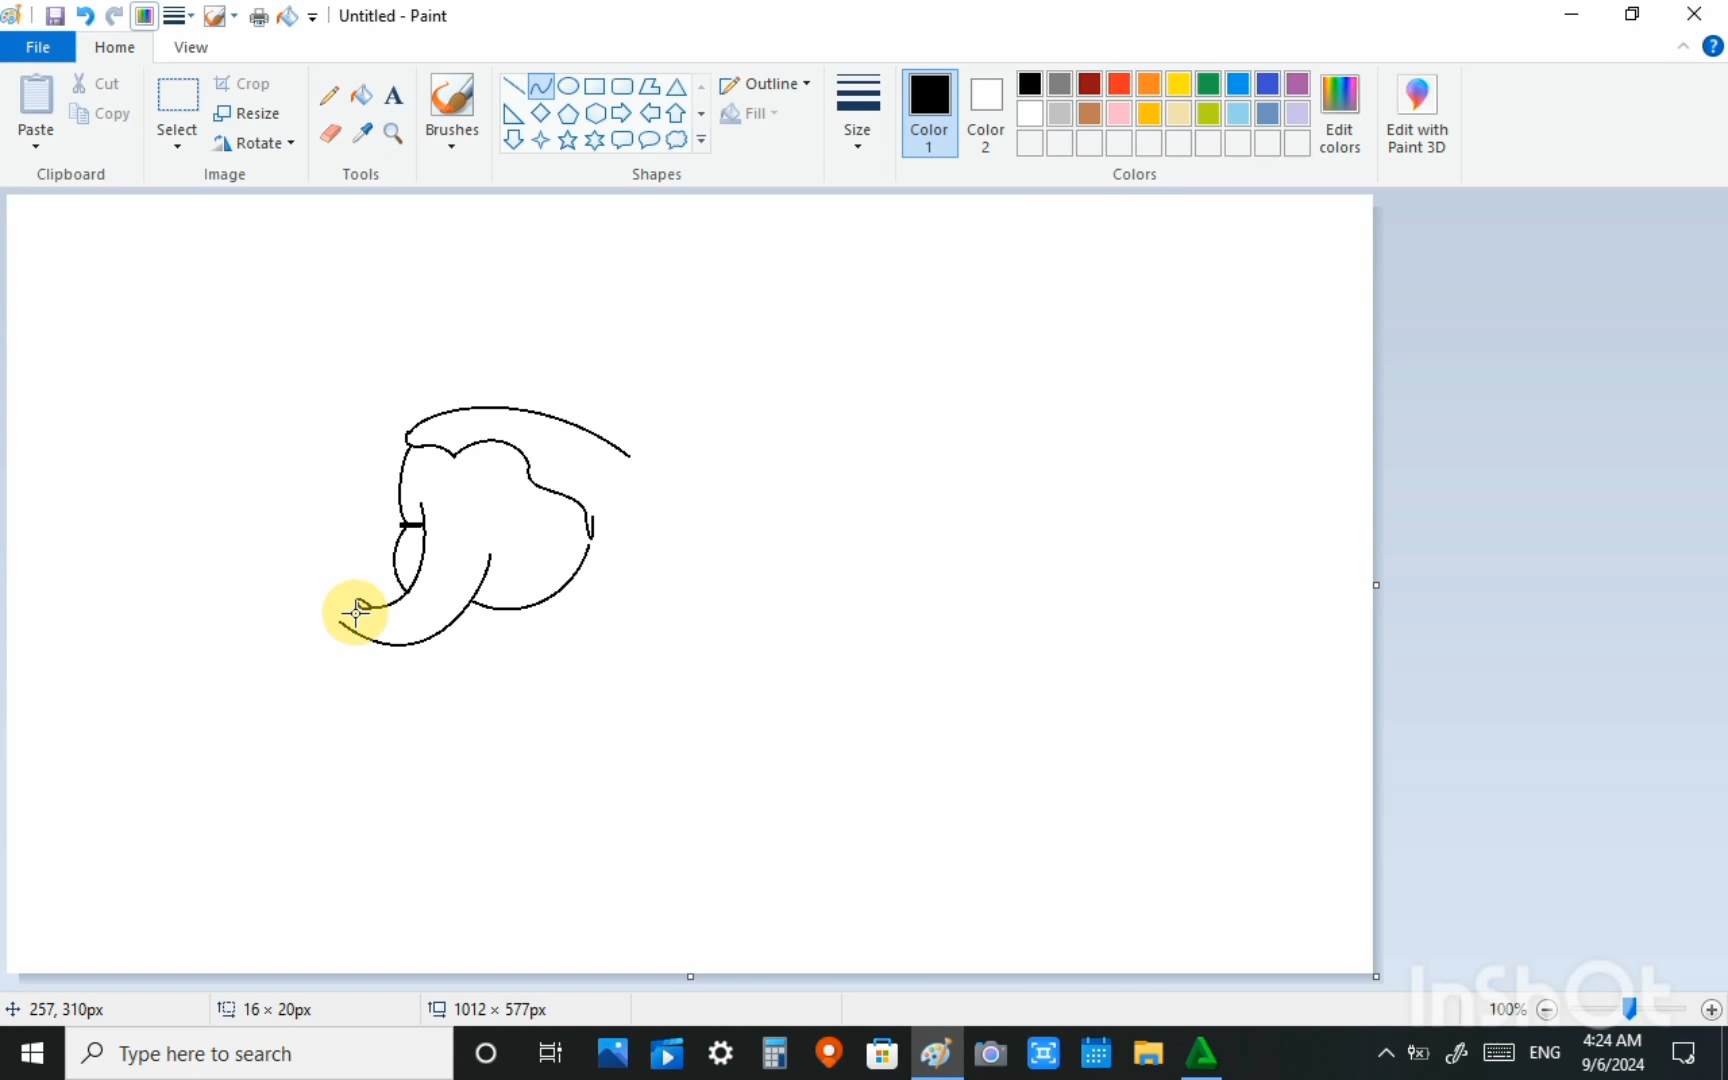 Untitled - Paint
File Home View
Paste
Cut
Copy
Clipboard
Select
Crop
Resize
Rotate
Image
A
Tools
Brushes
Shapes
Outline
Fill
Size
Color 1
Color 2
Edit colors
Colors
Edit with Paint 3D
257, 310px
16 × 20px
1012 × 577px
100%
InShOt
Type here to search
ENG
4:24 AM
9/6/2024